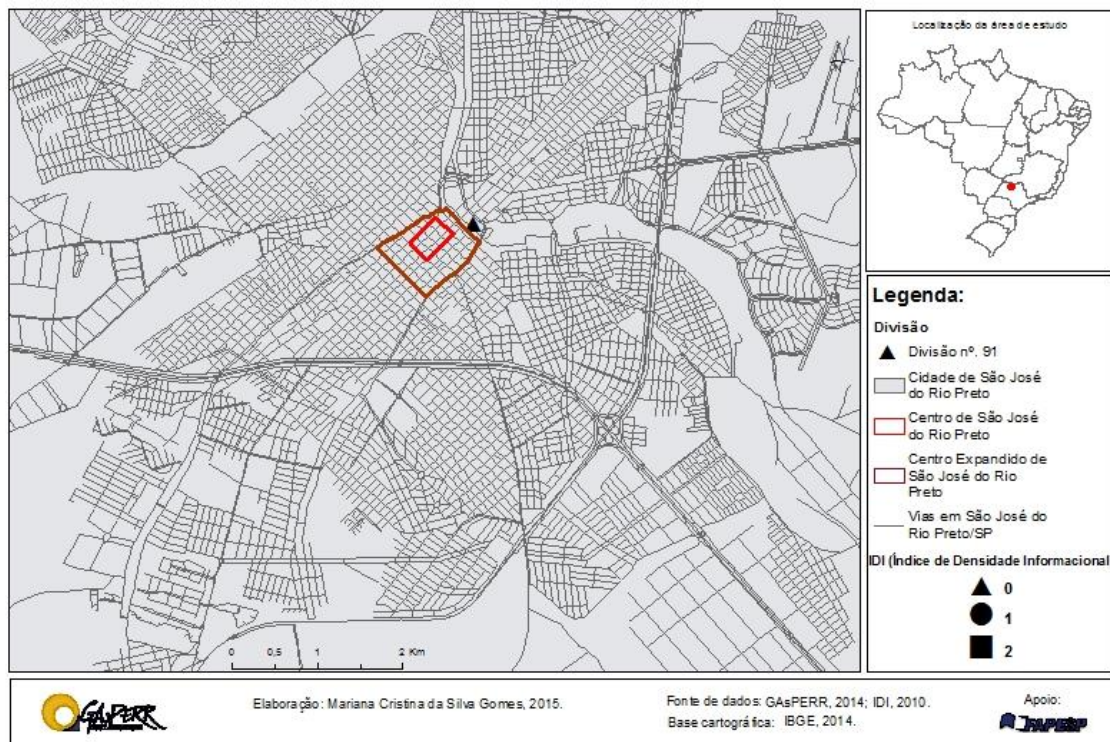 Localização da área de estudo
Legenda:
Divisão
Divisão nº. 91
Cidade de São José
do Rio Preto
Centro de São José
do Rio Preto
Centro Expandido de
São José do Rio
Preto
Vias em São José do
Rio Preto/SP
IDI (Índice de Densidade Informacional
0
1
2
0 0,5 1 2 Km
GAsPERR
Elaboração: Mariana Cristina da Silva Gomes, 2015.
Fonte de dados: GAsPERR, 2014; IDI, 2010.
Base cartográfica: IBGE, 2014.
Apoio:
FAPESP